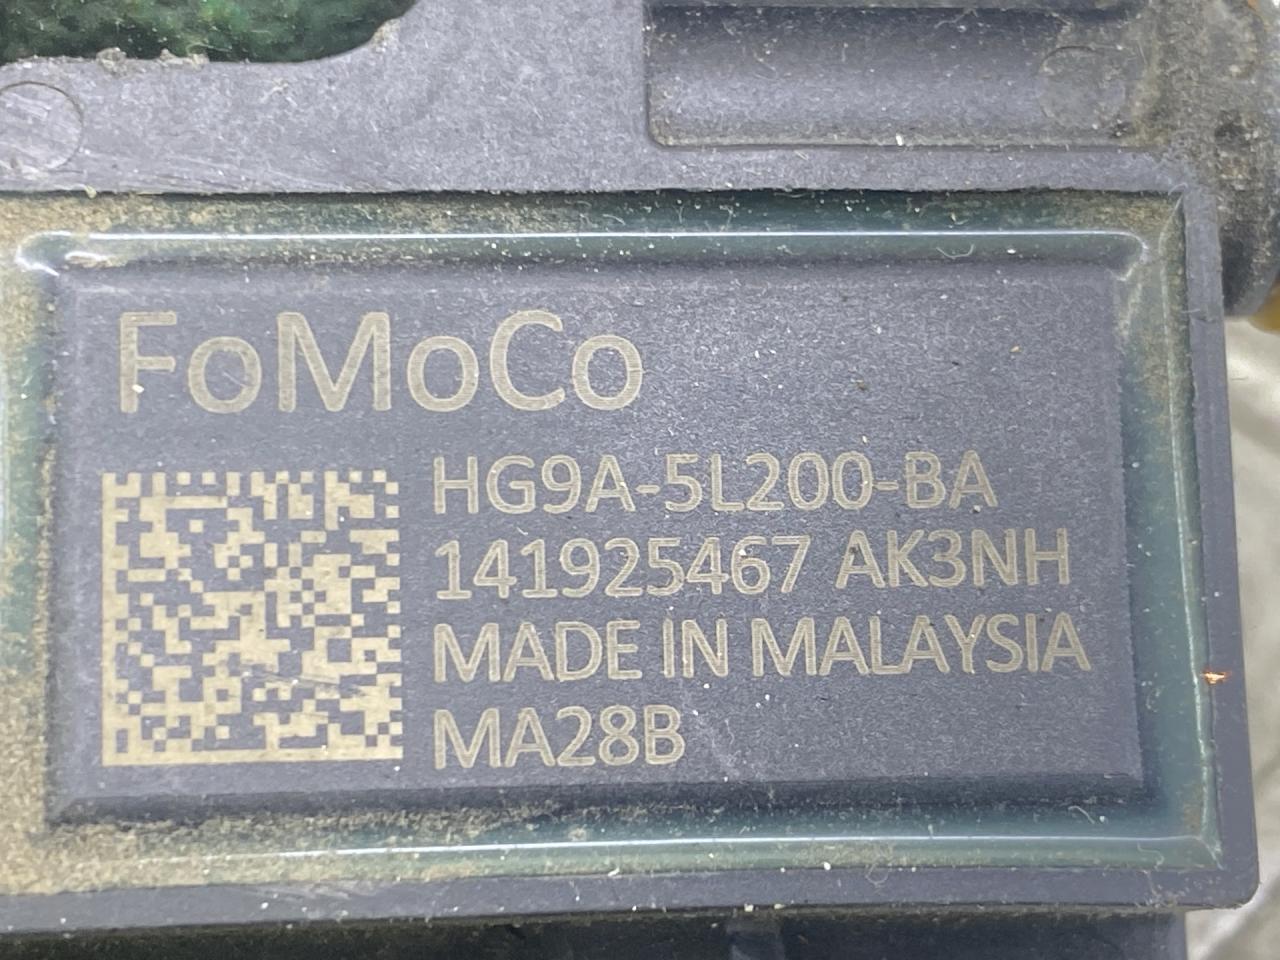 FoMoCo
HG9A-5L200-BA
141925467 AK3NH
MADE IN MALAYSIA
MA28B